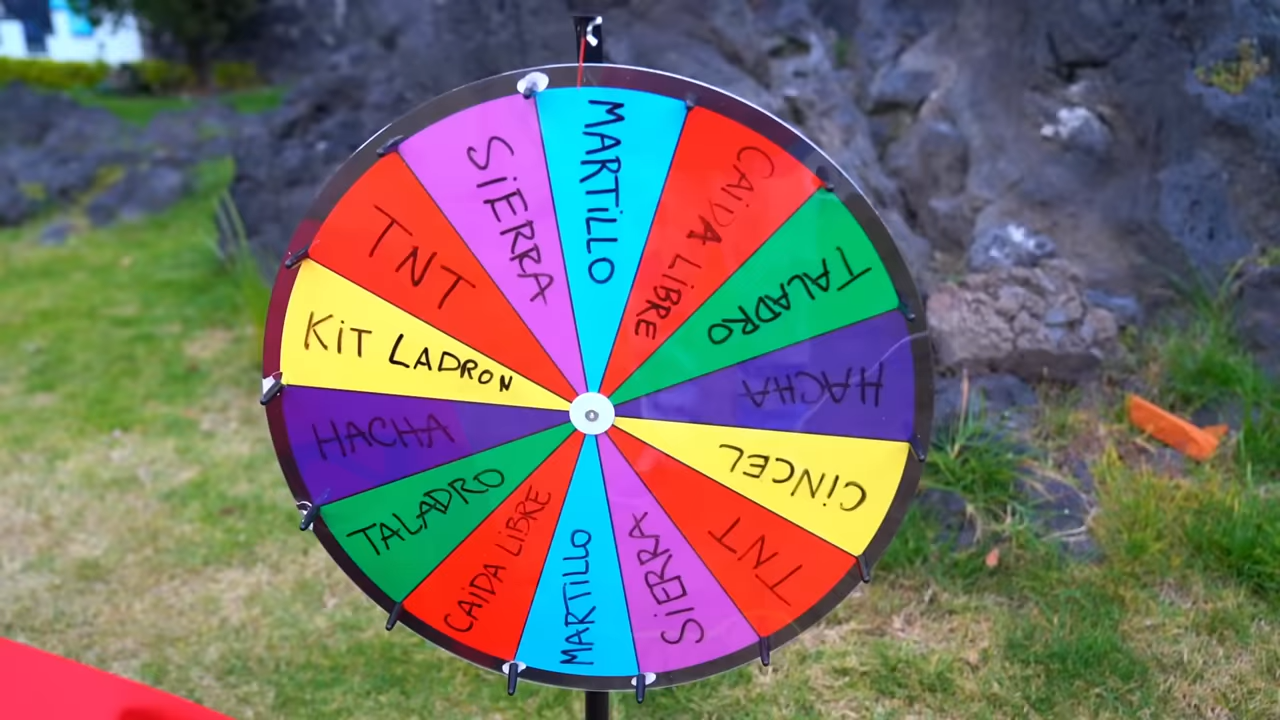 MARTiLLO
CAiDA LiBRE
TALADRO
HACHA
CiNCEL
TNT
SiERRA
MARTiLLO
CAIDA LIBRE
TALADRO
HACHA
KiT LADRON
TNT
SiERRA